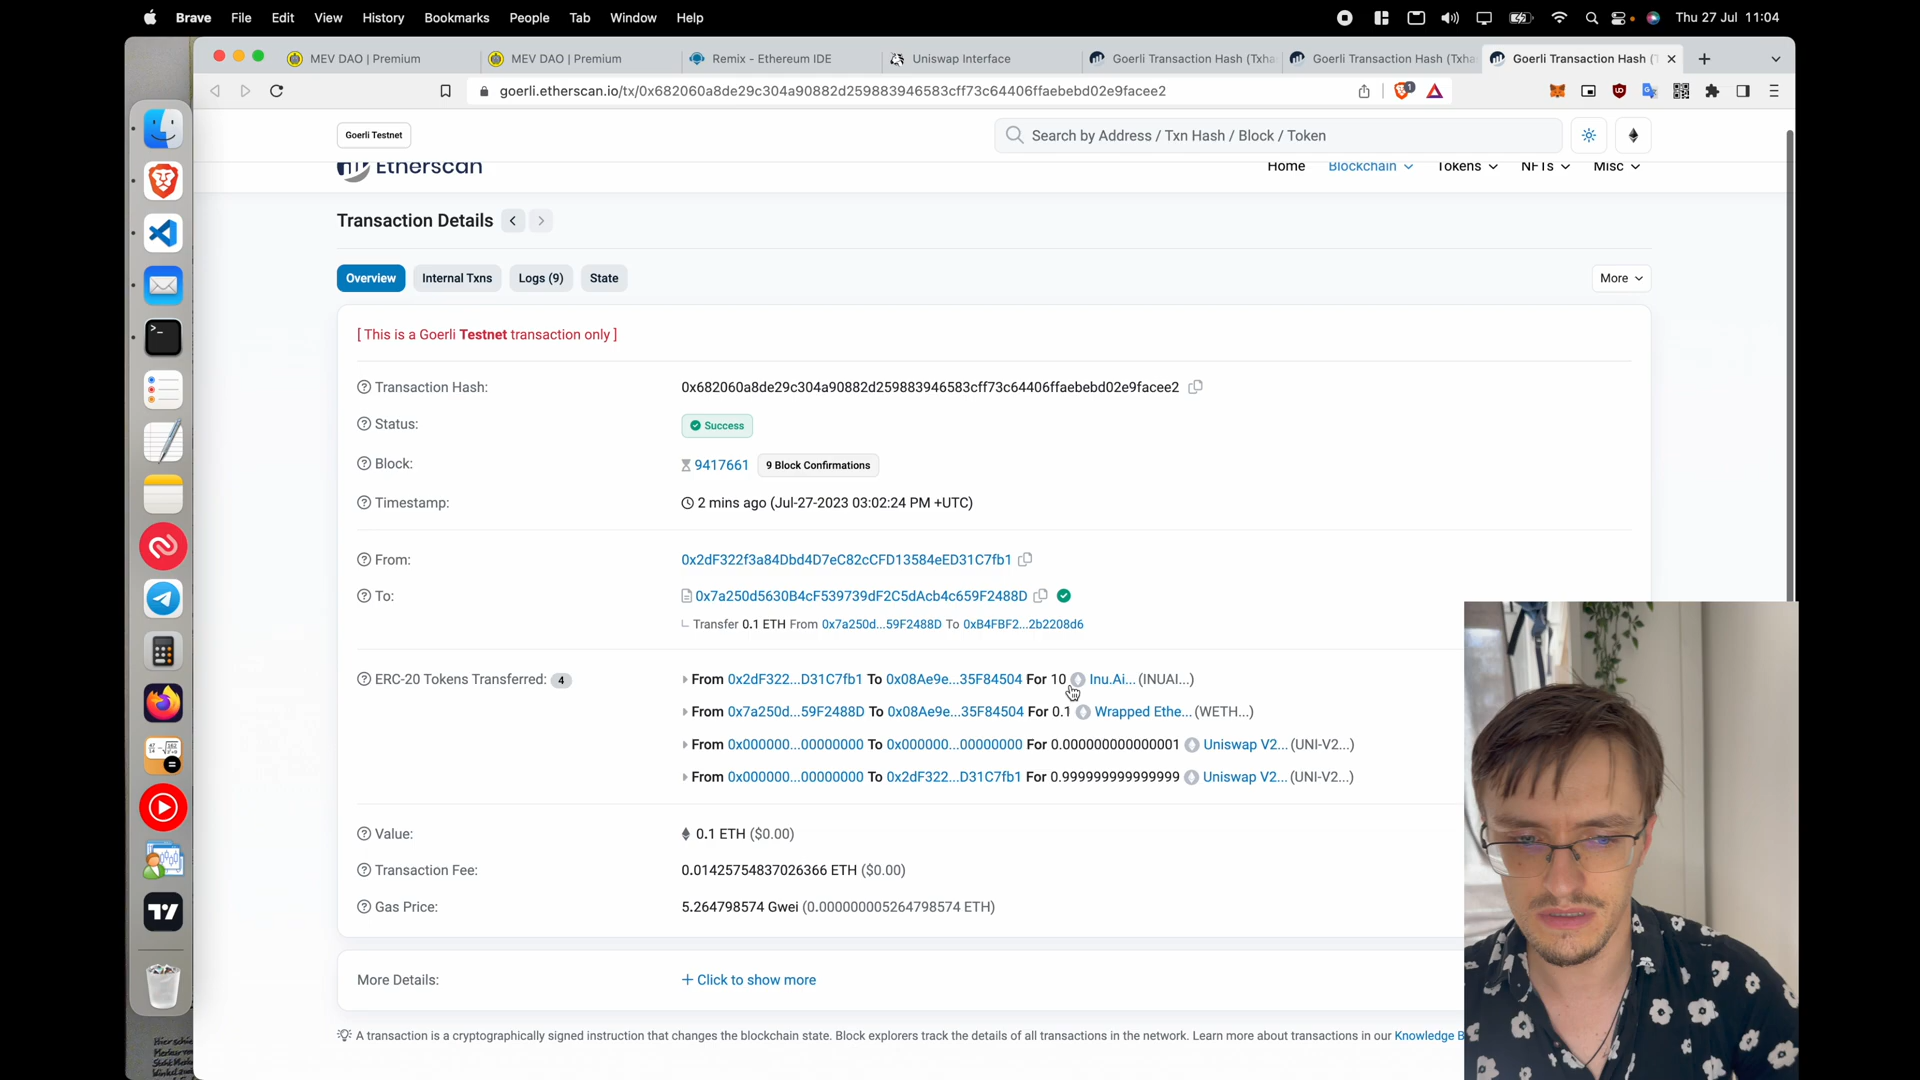 Brave File Edit View History Bookmarks People Tab Window Help Thu 27 Jul 11:04
MEV DAO | Premium MEV DAO | Premium Remix - Ethereum IDE Uniswap Interface Goerli Transaction Hash (Txha Goerli Transaction Hash (Txha Goerli Transaction Hash (T
goerli.etherscan.io/tx/0x682060a8de29c304a90882d259883946583cff73c64406ffaebebd02e9facee2
Goerli Testnet Search by Address / Txn Hash / Block / Token
Etherscan Home Blockchain Tokens NFTs Misc
Transaction Details
Overview Internal Txns Logs (9) State More
[ This is a Goerli Testnet transaction only ]
Transaction Hash: 0x682060a8de29c304a90882d259883946583cff73c64406ffaebebd02e9facee2
Status: Success
Block: 9417661 9 Block Confirmations
Timestamp: 2 mins ago (Jul-27-2023 03:02:24 PM +UTC)
From: 0x2dF322f3a84Dbd4D7eC82cCFD13584eED31C7fb1
To: 0x7a250d5630B4cF539739dF2C5dAcb4c659F2488D
Transfer 0.1 ETH From 0x7a250d...59F2488D To 0xB4FBF2...2b2208d6
ERC-20 Tokens Transferred: 4 From 0x2dF322...D31C7fb1 To 0x08Ae9e...35F84504 For 10 Inu.Ai... (INUAI...)
From 0x7a250d...59F2488D To 0x08Ae9e...35F84504 For 0.1 Wrapped Ethe... (WETH...)
From 0x000000...00000000 To 0x000000...00000000 For 0.000000000000001 Uniswap V2... (UNI-V2...)
From 0x000000...00000000 To 0x2dF322...D31C7fb1 For 0.999999999999999 Uniswap V2... (UNI-V2...)
Value: 0.1 ETH ($0.00)
Transaction Fee: 0.01425754837026366 ETH ($0.00)
Gas Price: 5.264798574 Gwei (0.000000005264798574 ETH)
More Details: + Click to show more
A transaction is a cryptographically signed instruction that changes the blockchain state. Block explorers track the details of all transactions in the network. Learn more about transactions in our Knowledge B